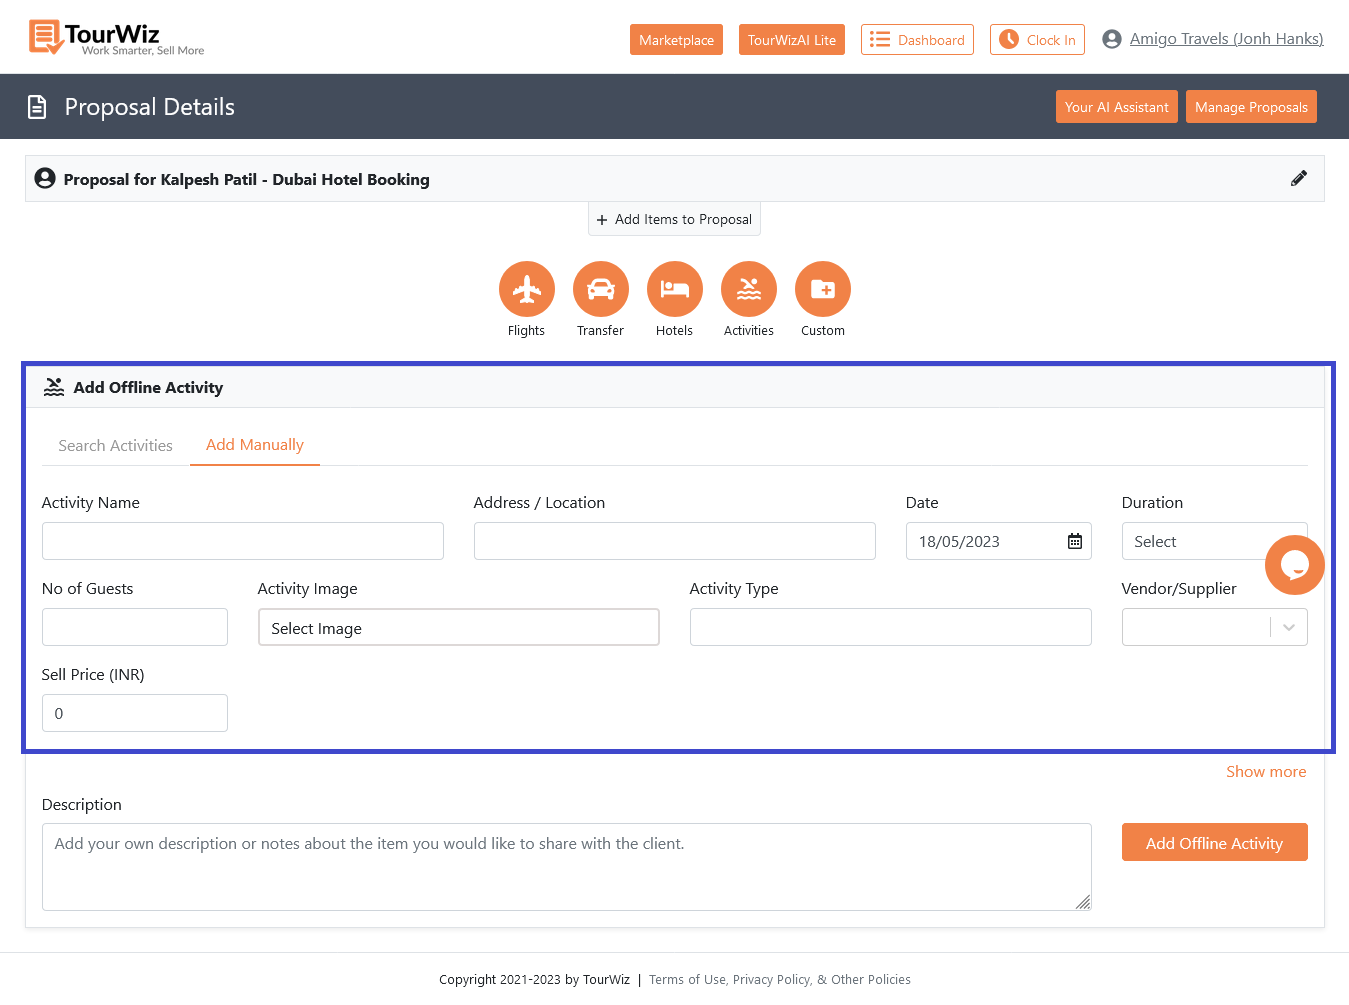 TourWiz
Work Smarter, Sell More
Marketplace
TourWizAI Lite
Dashboard
Clock In
Amigo Travels (Jonh Hanks)
Proposal Details
Your AI Assistant
Manage Proposals
Proposal for Kalpesh Patil - Dubai Hotel Booking
+ Add Items to Proposal
Flights
Transfer
Hotels
Activities
Custom
Add Offline Activity
Search Activities
Add Manually
Activity Name
Address / Location
Date
Duration
18/05/2023
Select
No of Guests
Activity Image
Activity Type
Vendor/Supplier
Select Image
Sell Price (INR)
0
Show more
Description
Add your own description or notes about the item you would like to share with the client.
Add Offline Activity
Copyright 2021-2023 by TourWiz | Terms of Use, Privacy Policy, & Other Policies